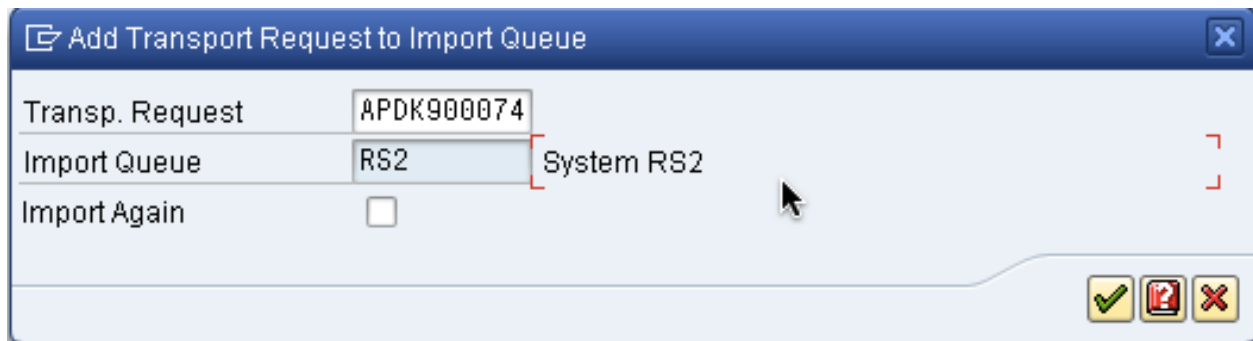 Add Transport Request to Import Queue
Transp. Request APDK900074
Import Queue RS2 System RS2
Import Again